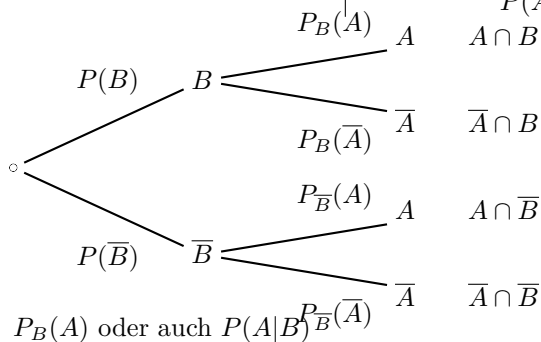 P(A
P_B(A) A A ∩ B
P(B) B
P_B(A̅) A̅ A̅ ∩ B
P_B̅(A) A A ∩ B̅
P(B̅) B̅
P_B̅(A̅) A̅ A̅ ∩ B̅
P_B(A) oder auch P(A|B)